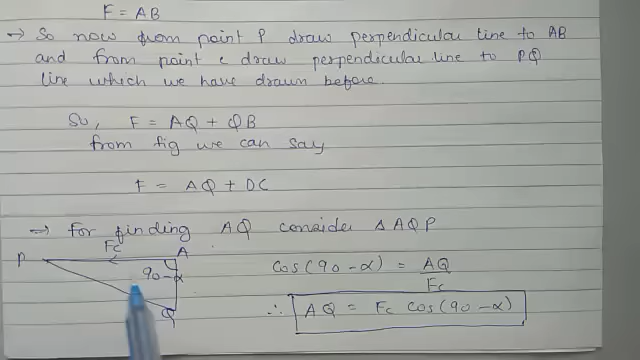 F = AB
→ So now from point P draw perpendicular line to AB
and from point c draw perpendicular line to PQ
line which we have drawn before.
So, F = AQ + QB
from fig we can say
F = AQ + DC
→ For finding AQ conside Δ AQP
P Fc A
90 - α
Q
cos (90 - α) = AQ / Fc
∴ AQ = Fc cos (90 - α)